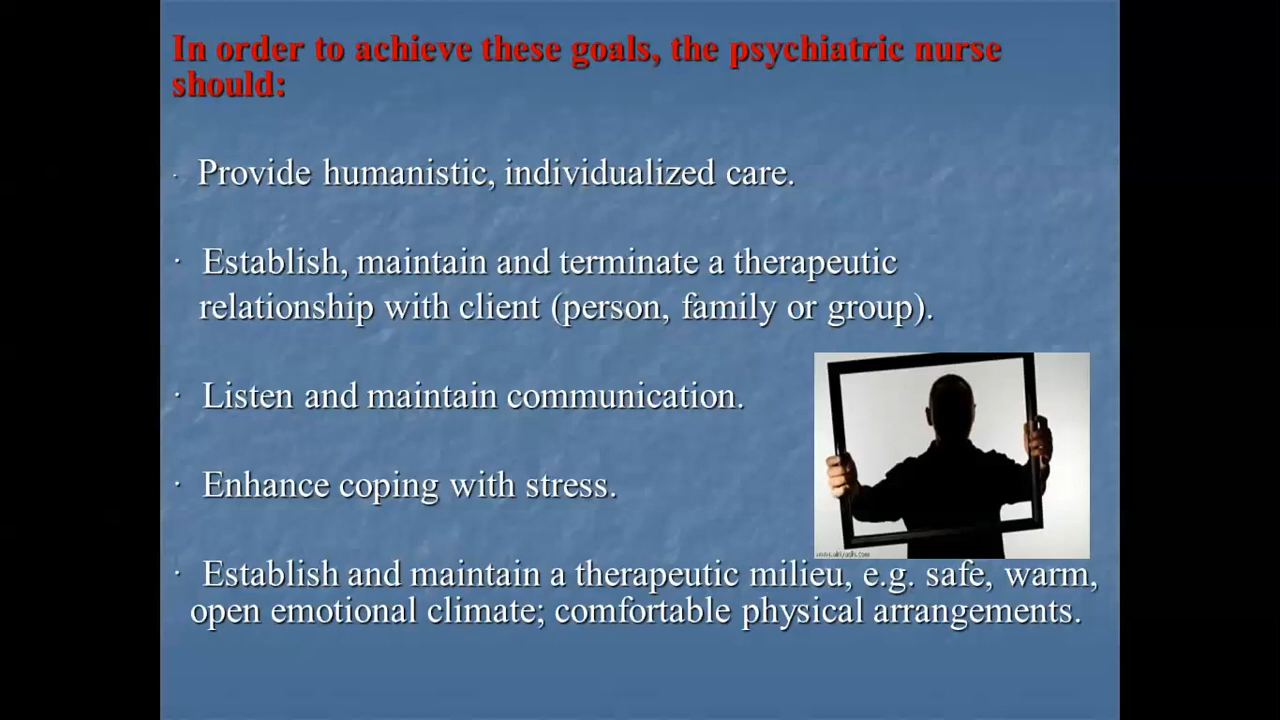 In order to achieve these goals, the psychiatric nurse
should:
· Provide humanistic, individualized care.
· Establish, maintain and terminate a therapeutic
relationship with client (person, family or group).
· Listen and maintain communication.
· Enhance coping with stress.
· Establish and maintain a therapeutic milieu, e.g. safe, warm,
open emotional climate; comfortable physical arrangements.